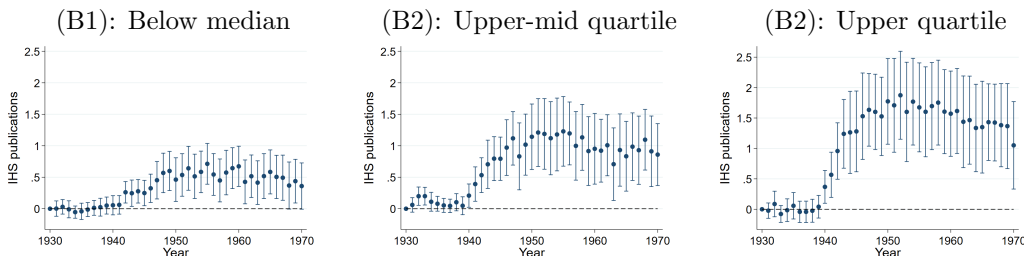 (B1): Below median
2.5
2
1.5
1
.5
0
IHS publications
1930 1940 1950 1960 1970
Year
(B2): Upper-mid quartile
2.5
2
1.5
1
.5
0
IHS publications
1930 1940 1950 1960 1970
Year
(B2): Upper quartile
2.5
2
1.5
1
.5
0
IHS publications
1930 1940 1950 1960 1970
Year